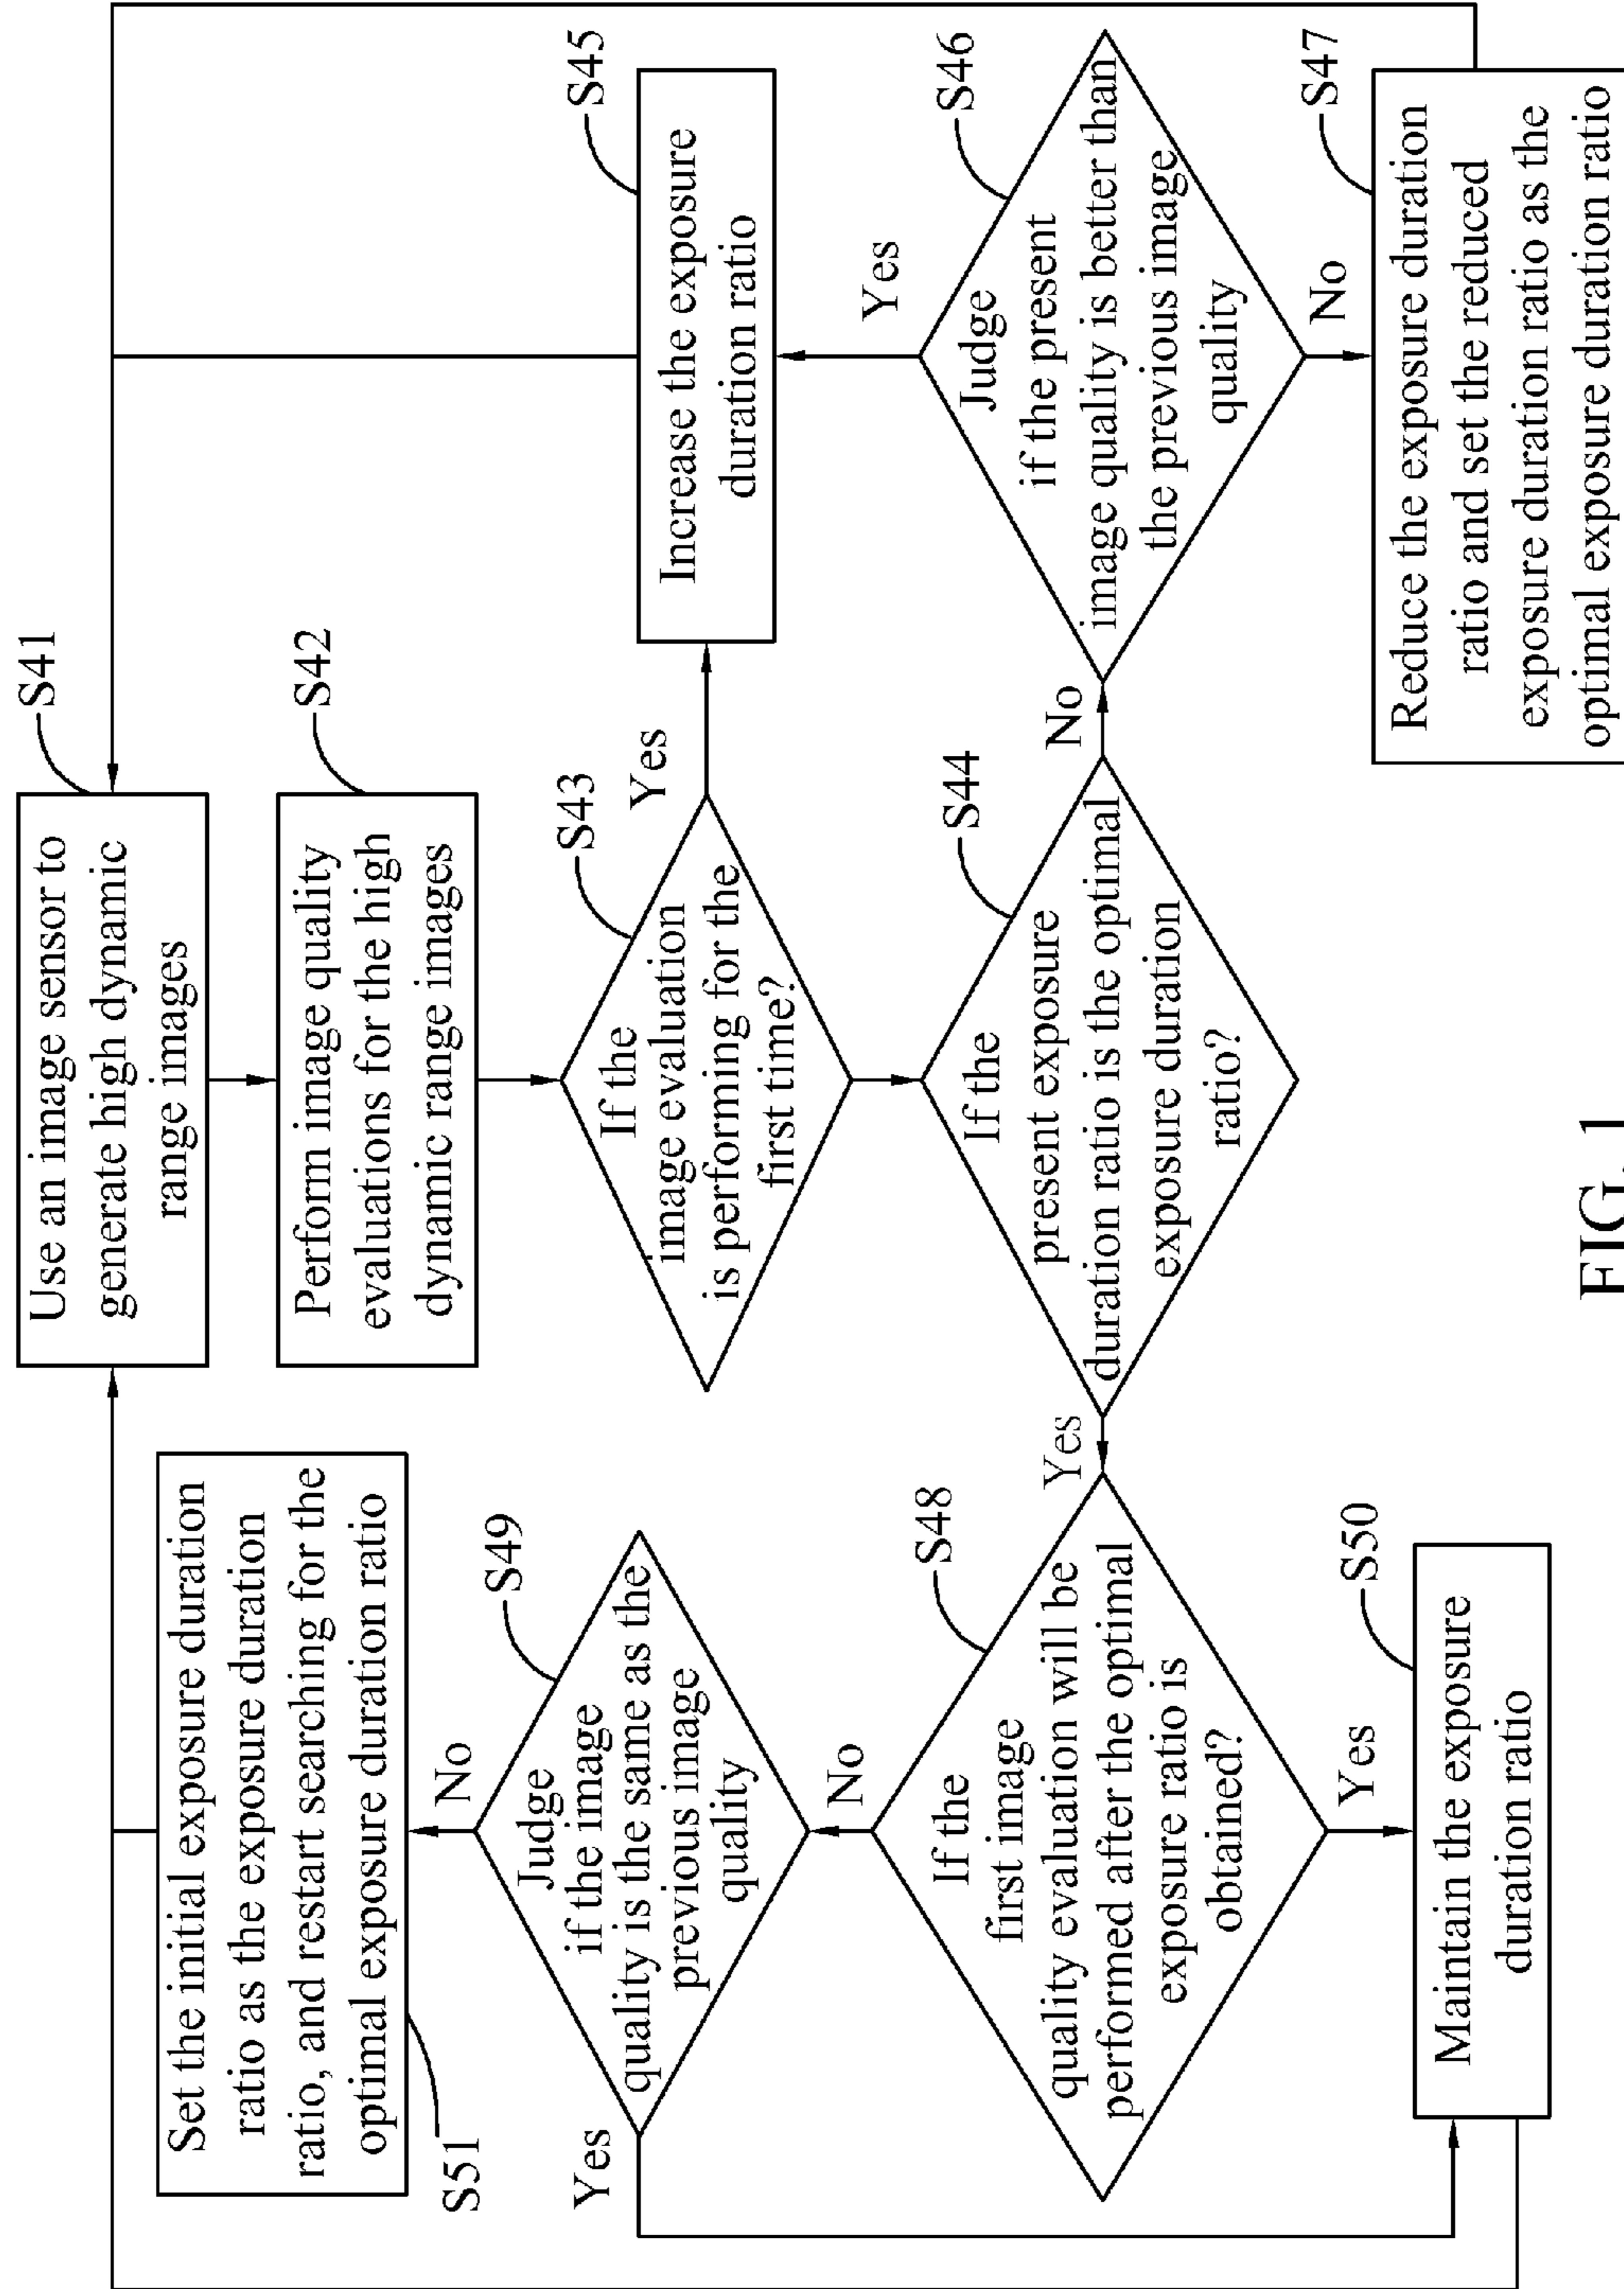 Use an image sensor to
generate high dynamic
range images
S41
Perform image quality
evaluations for the high
dynamic range images
S42
If the
image evaluation
is performing for the
first time?
S43
Yes
Increase the exposure
duration ratio
S45
If the
present exposure
duration ratio is the optimal
exposure duration
ratio?
S44
No
Yes
Judge
if the present
image quality is better than
the previous image
quality
S46
Yes
No
Reduce the exposure duration
ratio and set the reduced
exposure duration ratio as the
optimal exposure duration ratio
S47
If the
first image
quality evaluation will be
performed after the optimal
exposure ratio is
obtained?
S48
No
Yes
Judge
if the image
quality is the same as the
previous image
quality
S49
Yes
No
Maintain the exposure
duration ratio
S50
Set the initial exposure duration
ratio as the exposure duration
ratio, and restart searching for the
optimal exposure duration ratio
S51
FIG. 1